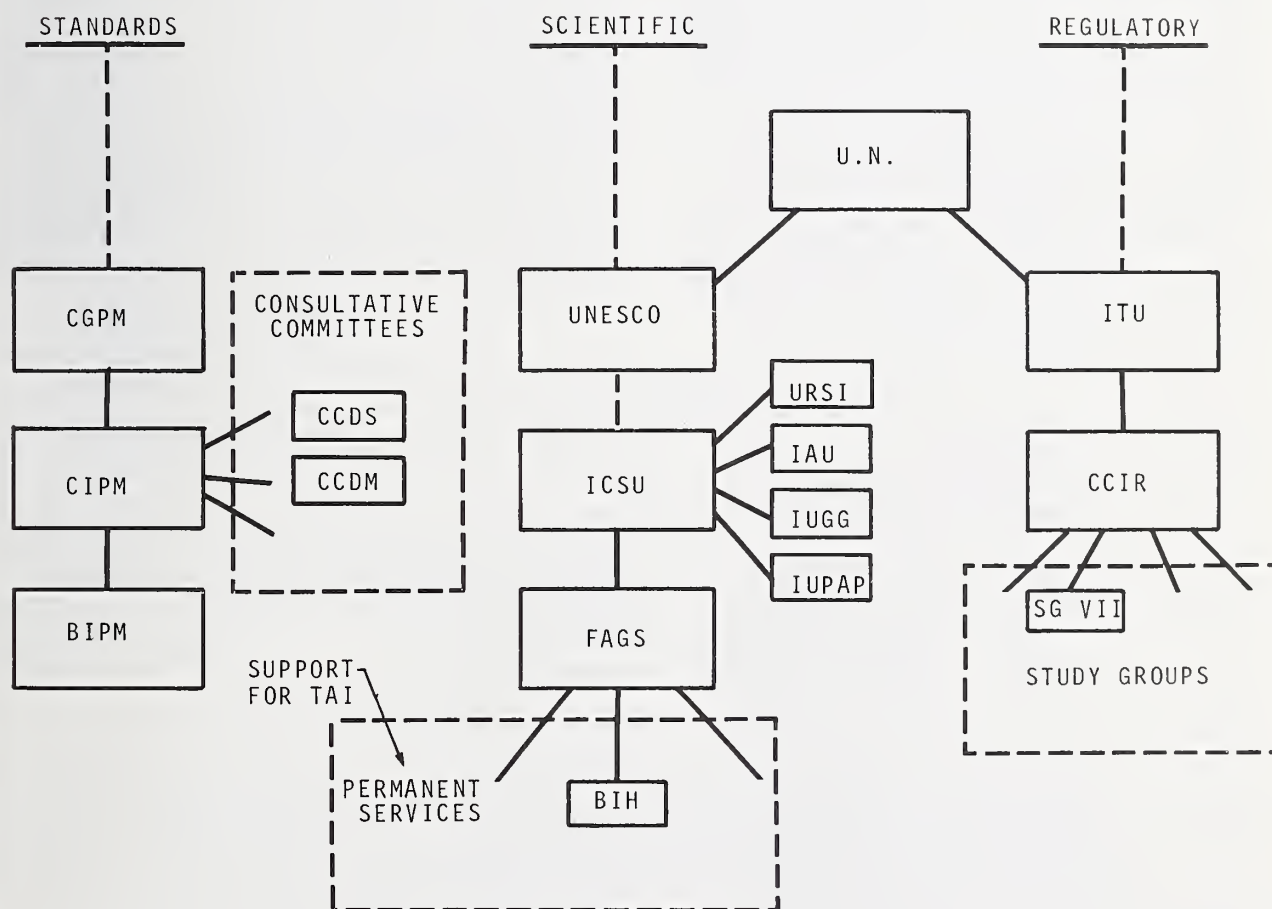 STANDARDS
SCIENTIFIC
REGULATORY
U.N.
CGPM
CONSULTATIVE
COMMITTEES
UNESCO
ITU
CCDS
URSI
CIPM
CCDM
ICSU
IAU
IUGG
IUPAP
CCIR
BIPM
FAGS
SG VII
STUDY GROUPS
SUPPORT
FOR TAI
PERMANENT
SERVICES
BIH